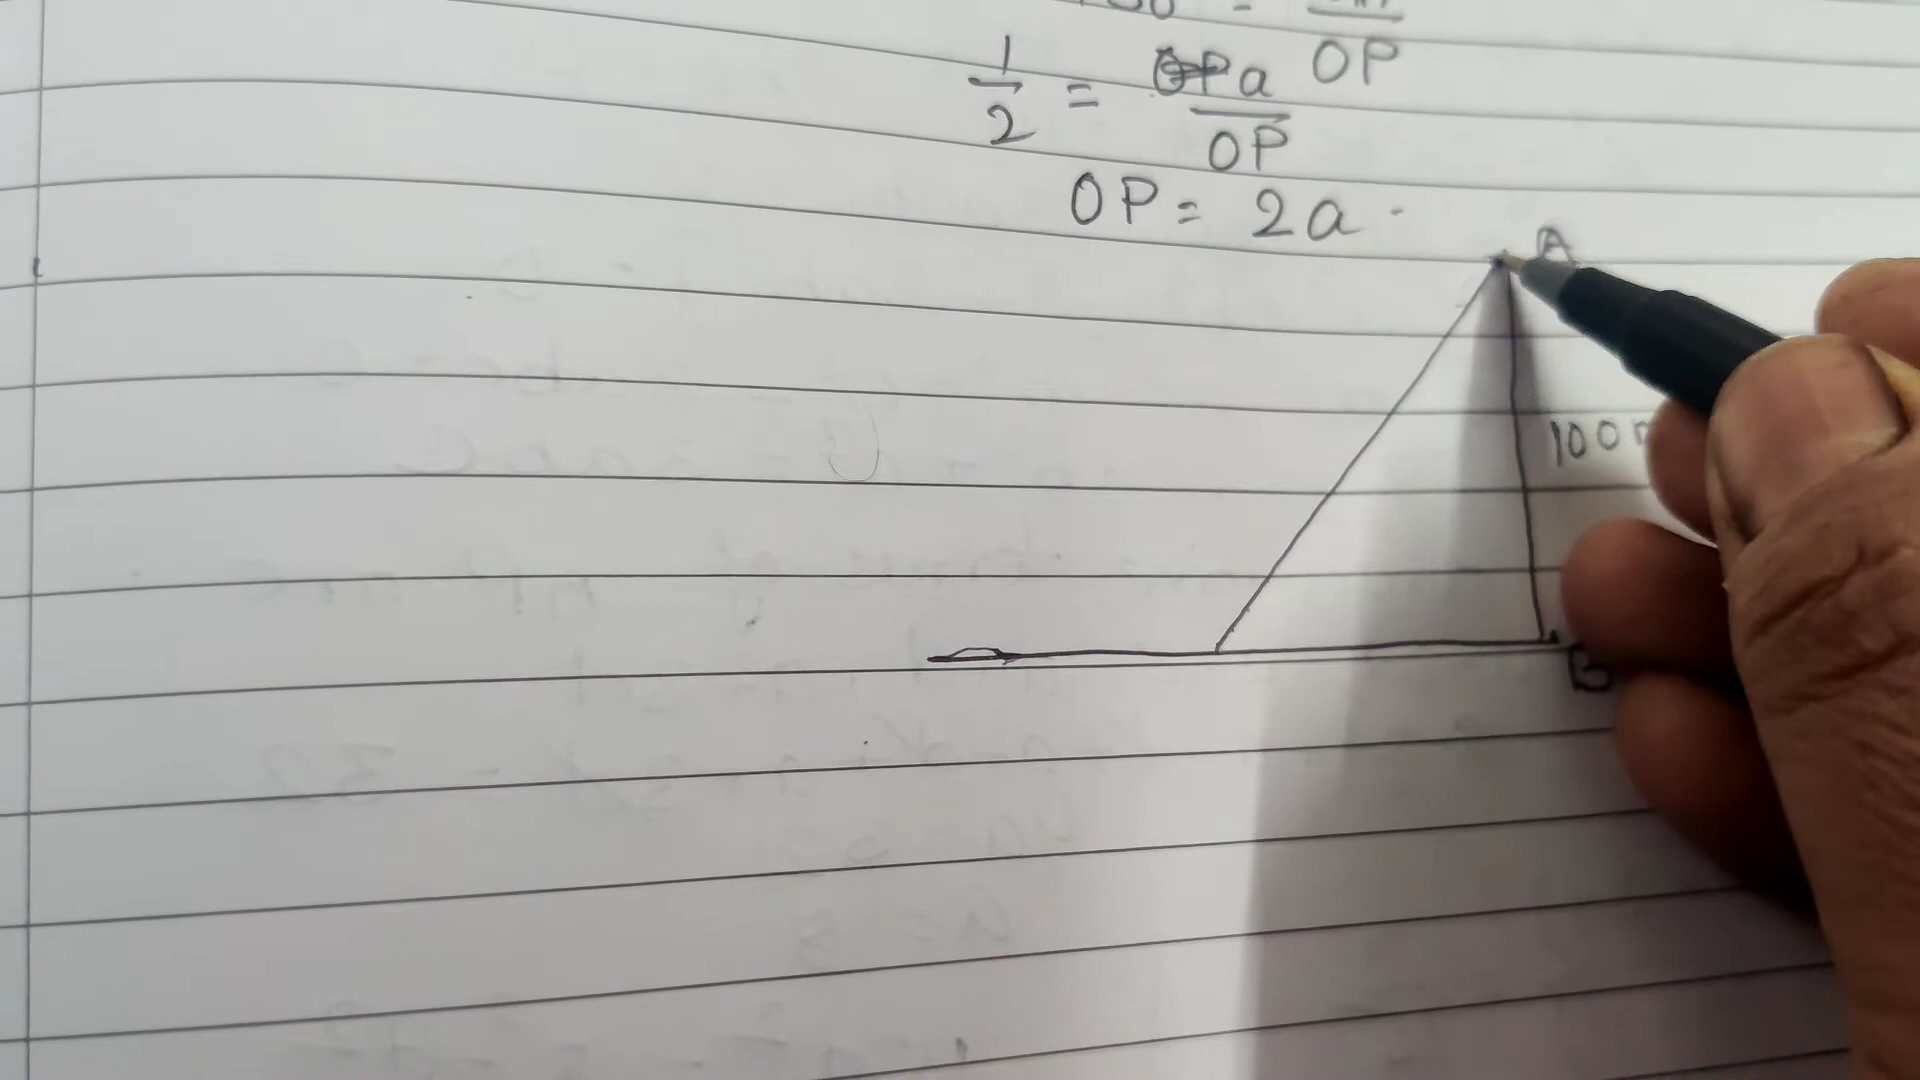 OP
1/2 = a/OP
OP = 2a
A
100
B